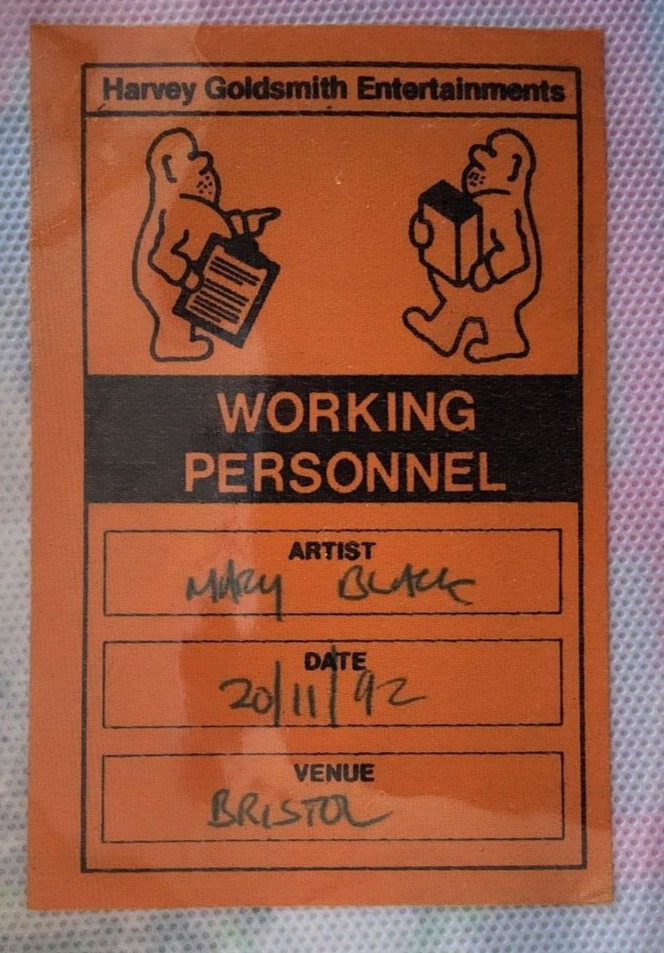 Harvey Goldsmith Entertainments
WORKING
PERSONNEL
ARTIST
MARY BLACK
DATE
20/11/92
VENUE
BRISTOL